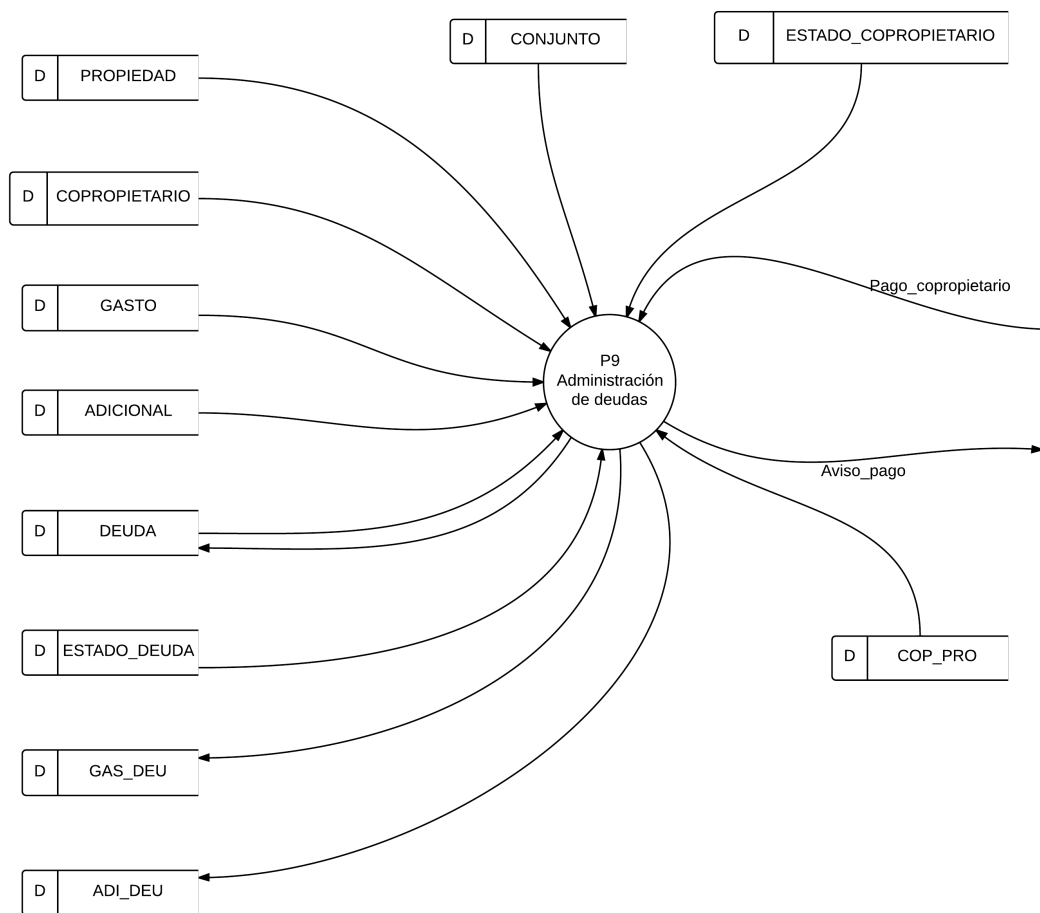 D CONJUNTO
D ESTADO_COPROPIETARIO
D PROPIEDAD
D COPROPIETARIO
D GASTO
Pago_copropietario
P9
Administración
de deudas
D ADICIONAL
Aviso_pago
D DEUDA
D ESTADO_DEUDA
D COP_PRO
D GAS_DEU
D ADI_DEU